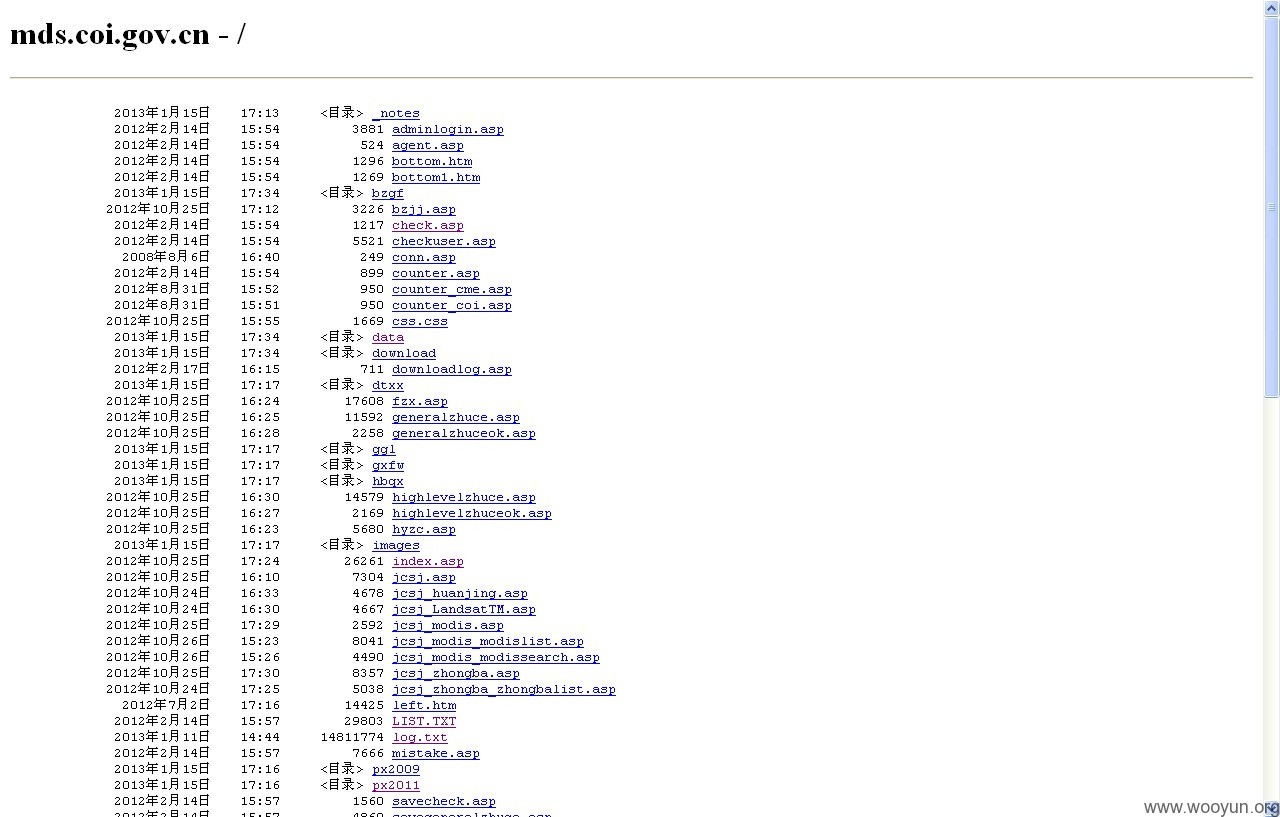 mds.coi.gov.cn - /
2013年1月15日 17:13 <目录> _notes
2012年2月14日 15:54 3881 adminlogin.asp
2012年2月14日 15:54 524 agent.asp
2012年2月14日 15:54 1296 bottom.htm
2012年2月14日 15:54 1269 bottom1.htm
2013年1月15日 17:34 <目录> bzgf
2012年10月25日 17:12 3226 bzjj.asp
2012年2月14日 15:54 1217 check.asp
2012年2月14日 15:54 5521 checkuser.asp
2008年8月6日 16:40 249 conn.asp
2012年2月14日 15:54 899 counter.asp
2012年8月31日 15:52 950 counter_cme.asp
2012年8月31日 15:51 950 counter_coi.asp
2012年10月25日 15:55 1669 css.css
2013年1月15日 17:34 <目录> data
2013年1月15日 17:34 <目录> download
2012年2月17日 16:15 711 downloadlog.asp
2013年1月15日 17:17 <目录> dtxx
2012年10月25日 16:24 17608 fzx.asp
2012年10月25日 16:25 11592 generalzhuce.asp
2012年10月25日 16:28 2258 generalzhuceok.asp
2013年1月15日 17:17 <目录> ggl
2013年1月15日 17:17 <目录> gxfw
2013年1月15日 17:17 <目录> hbqx
2012年10月25日 16:30 14579 highlevelzhuce.asp
2012年10月25日 16:27 2169 highlevelzhuceok.asp
2012年10月25日 16:23 5680 hyzc.asp
2013年1月15日 17:17 <目录> images
2012年10月25日 17:24 26261 index.asp
2012年10月25日 16:10 7304 jcsj.asp
2012年10月24日 16:33 4678 jcsj_huanjing.asp
2012年10月24日 16:30 4667 jcsj_LandsatTM.asp
2012年10月25日 17:29 2592 jcsj_modis.asp
2012年10月26日 15:23 8041 jcsj_modis_modislist.asp
2012年10月26日 15:26 4490 jcsj_modis_modissearch.asp
2012年10月25日 17:30 8357 jcsj_zhongba.asp
2012年10月24日 17:25 5038 jcsj_zhongba_zhongbalist.asp
2012年7月2日 17:16 14425 left.htm
2012年2月14日 15:57 29803 LIST.TXT
2013年1月11日 14:44 14811774 log.txt
2012年2月14日 15:57 7666 mistake.asp
2013年1月15日 17:16 <目录> px2009
2013年1月15日 17:16 <目录> px2011
2012年2月14日 15:57 1560 savecheck.asp
www.wooyun.org